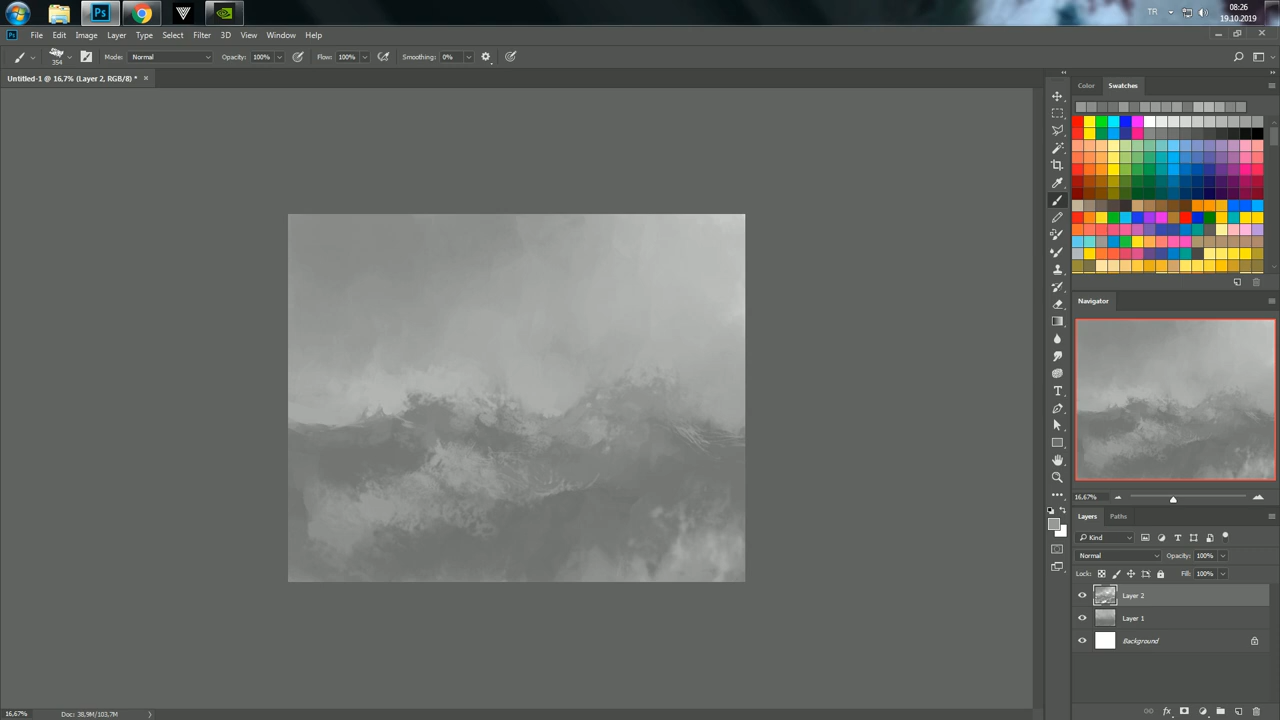 TR
08:26
19.10.2019
File Edit Image Layer Type Select Filter 3D View Window Help
354 Mode: Normal Opacity: 100% Flow: 100% Smoothing: 0%
Untitled-1 @ 16,7% (Layer 2, RGB/8) *
Color Swatches
Navigator
16,67%
Layers Paths
Kind
Normal Opacity: 100%
Lock: Fill: 100%
Layer 2
Layer 1
Background
16,67% Doc: 38,9M/103,7M